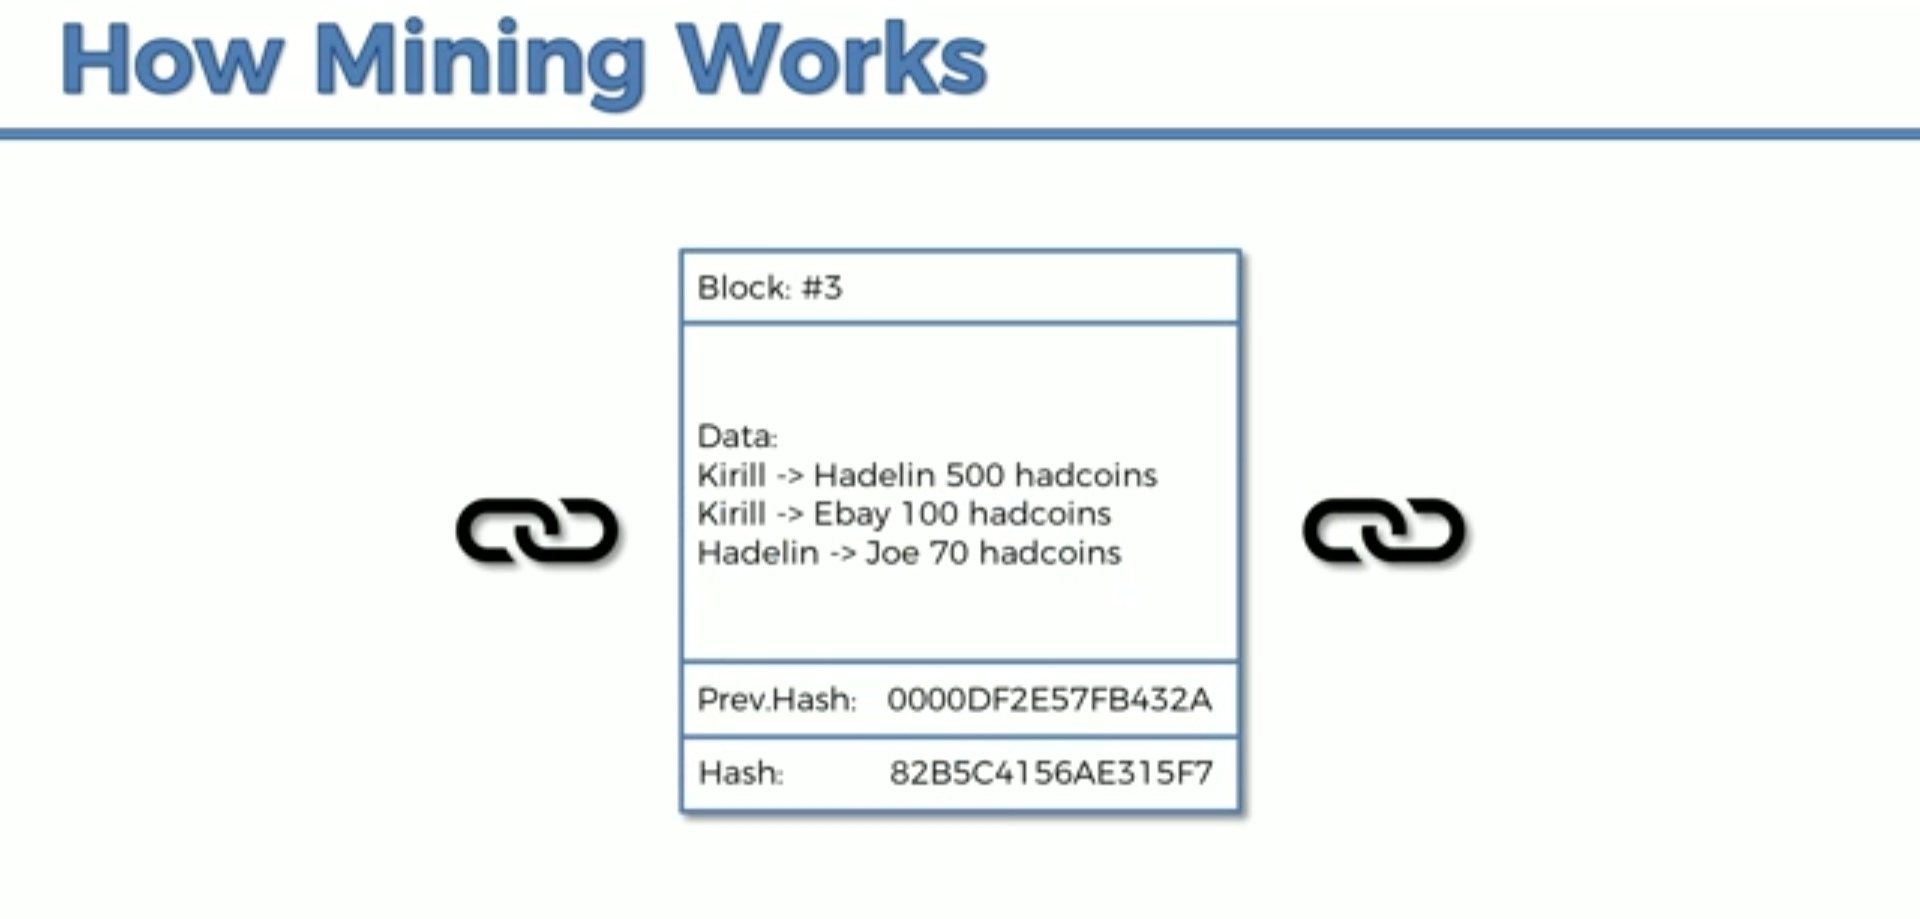 How Mining Works
Block: #3
Data:
Kirill -> Hadelin 500 hadcoins
Kirill -> Ebay 100 hadcoins
Hadelin -> Joe 70 hadcoins
Prev.Hash: 0000DF2E57FB432A
Hash: 82B5C4156AE315F7